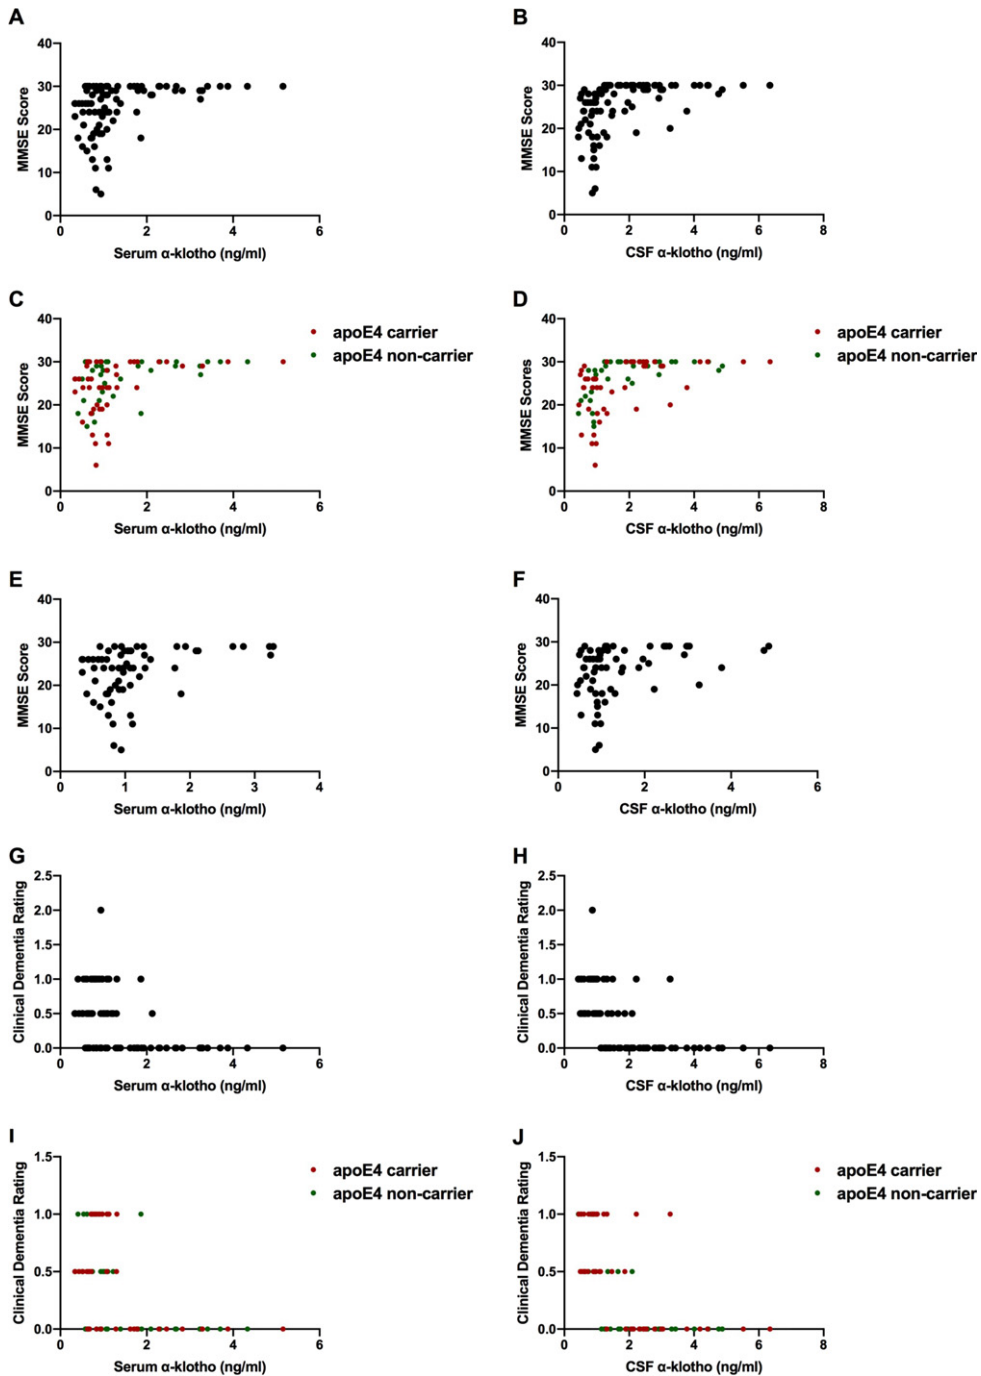 A
40
30
20
10
0
0 2 4 6
MMSE Score
Serum α-klotho (ng/ml)
B
40
30
20
10
0
0 2 4 6 8
MMSE Score
CSF α-klotho (ng/ml)
C
40
30
20
10
0
0 2 4 6
MMSE Score
Serum α-klotho (ng/ml)
apoE4 carrier
apoE4 non-carrier
D
40
30
20
10
0
0 2 4 6 8
MMSE Scores
CSF α-klotho (ng/ml)
apoE4 carrier
apoE4 non-carrier
E
40
30
20
10
0
0 1 2 3 4
MMSE Score
Serum α-klotho (ng/ml)
F
40
30
20
10
0
0 2 4 6
MMSE Score
CSF α-klotho (ng/ml)
G
2.5
2.0
1.5
1.0
0.5
0.0
0 2 4 6
Clinical Dementia Rating
Serum α-klotho (ng/ml)
H
2.5
2.0
1.5
1.0
0.5
0.0
0 2 4 6 8
Clinical Dementia Rating
CSF α-klotho (ng/ml)
I
1.5
1.0
0.5
0.0
0 2 4 6
Clinical Dementia Rating
Serum α-klotho (ng/ml)
apoE4 carrier
apoE4 non-carrier
J
1.5
1.0
0.5
0.0
0 2 4 6 8
Clinical Dementia Rating
CSF α-klotho (ng/ml)
apoE4 carrier
apoE4 non-carrier